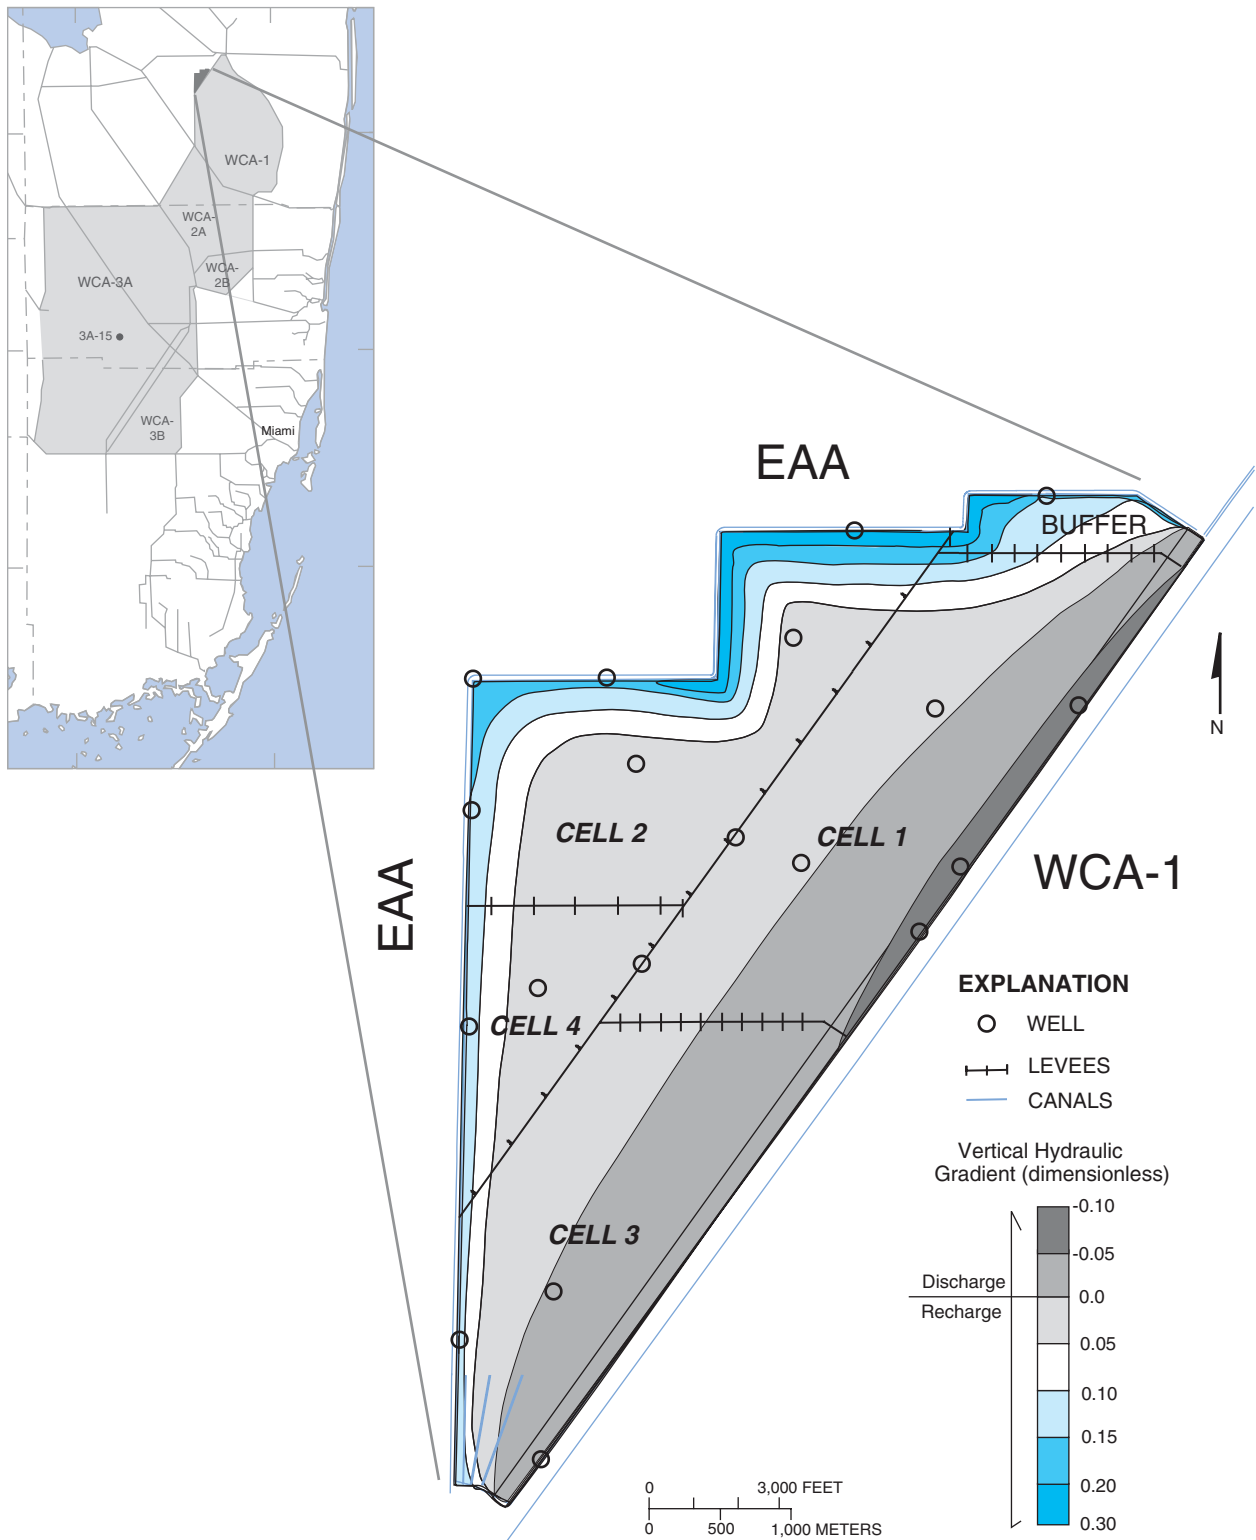 WCA-1
WCA-
2A
WCA-
2B
WCA-3A
3A-15
WCA-
3B
Miami
EAA
BUFFER
N
CELL 2
CELL 1
EAA
WCA-1
CELL 4
CELL 3
EXPLANATION
WELL
LEVEES
CANALS
Vertical Hydraulic
Gradient (dimensionless)
-0.10
-0.05
Discharge
0.0
Recharge
0.05
0.10
0.15
0.20
0.30
0 3,000 FEET
0 500 1,000 METERS